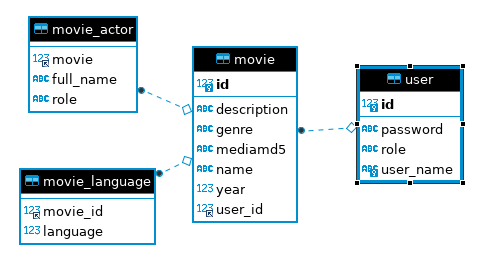 movie_actor
123 movie
ABC full_name
ABC role
movie_language
123 movie_id
123 language
movie
123 id
ABC description
ABC genre
ABC mediamd5
ABC name
123 year
123 user_id
user
123 id
ABC password
ABC role
ABC user_name